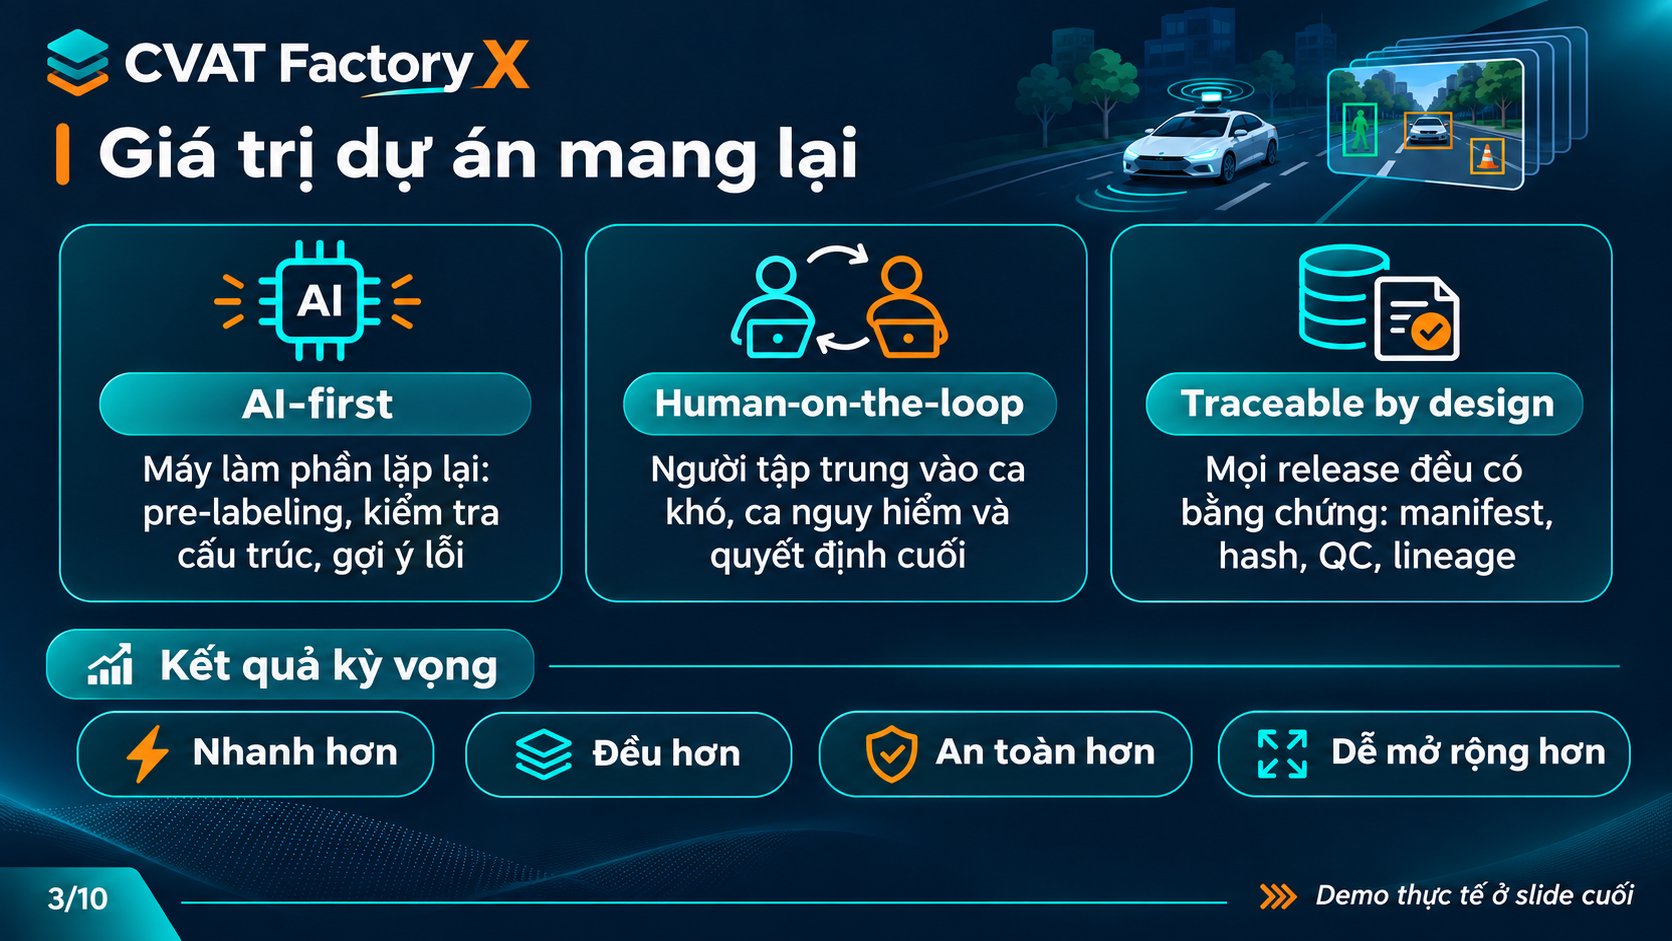 CVAT Factory X
Giá trị dự án mang lại
AI
AI-first
Máy làm phần lặp lại:
pre-labeling, kiểm tra
cấu trúc, gợi ý lỗi
Human-on-the-loop
Người tập trung vào ca
khó, ca nguy hiểm và
quyết định cuối
Traceable by design
Mọi release đều có
bằng chứng: manifest,
hash, QC, lineage
Kết quả kỳ vọng
Nhanh hơn
Đều hơn
An toàn hơn
Dễ mở rộng hơn
3/10
Demo thực tế ở slide cuối